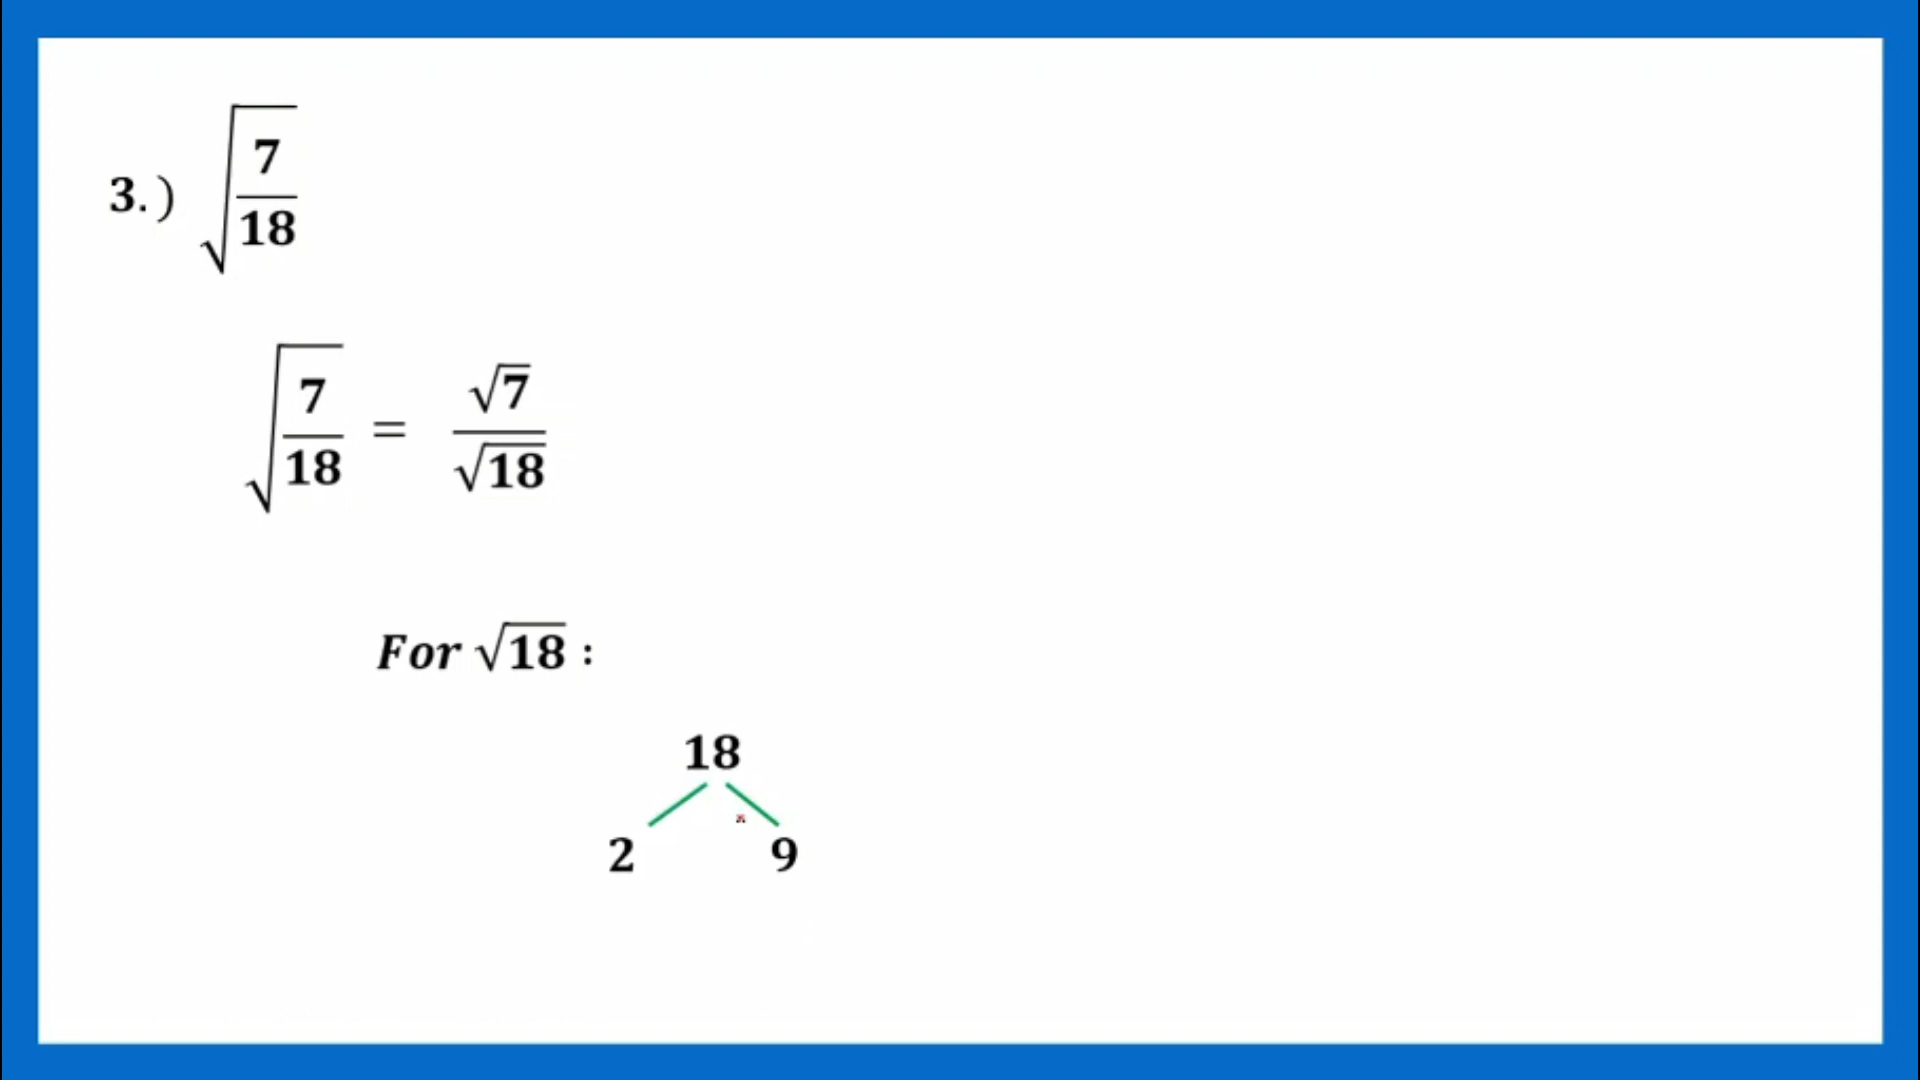 3.) √7/18
√7/18 = √7/√18
For √18 :
18
2 9